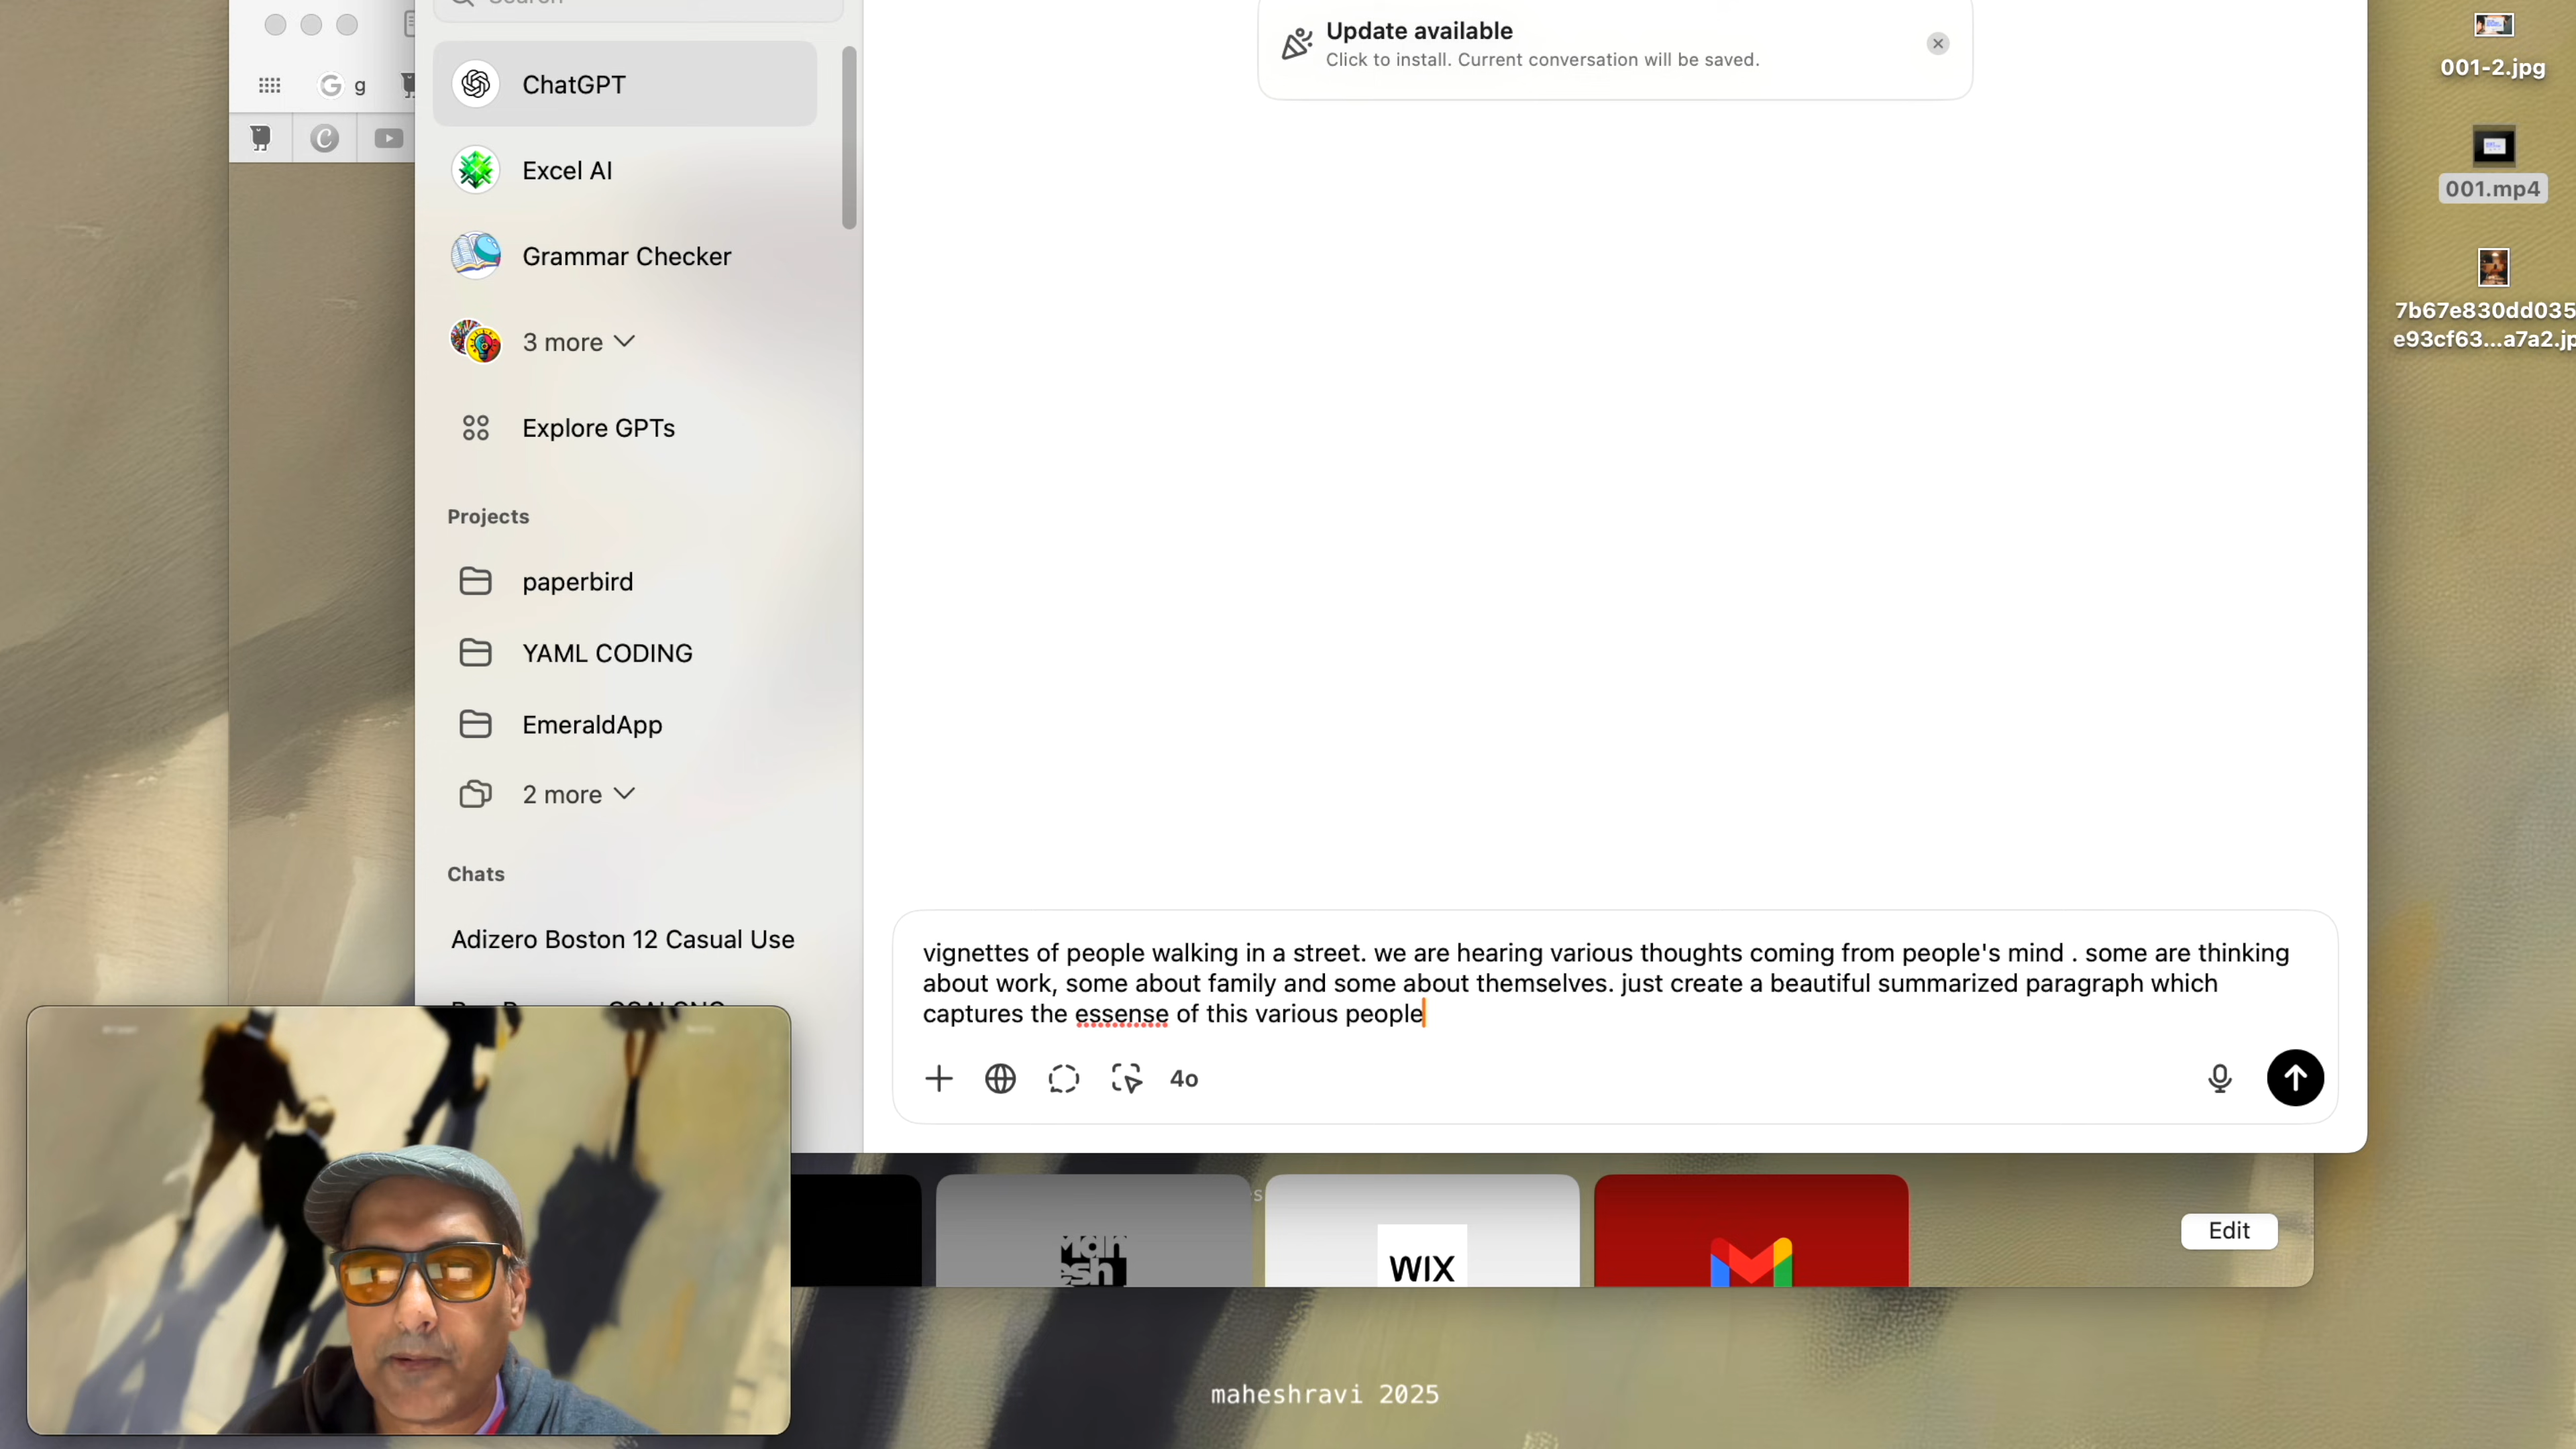 Search
Update available
Click to install. Current conversation will be saved.
001-2.jpg
g
ChatGPT
Excel AI
Grammar Checker
3 more
Explore GPTs
001.mp4
7b67e830dd035
e93cf63...a7a2.jp
Projects
paperbird
YAML CODING
EmeraldApp
2 more
Chats
Adizero Boston 12 Casual Use
vignettes of people walking in a street. we are hearing various thoughts coming from people's mind . some are thinking
about work, some about family and some about themselves. just create a beautiful summarized paragraph which
captures the essense of this various people
4o
Man
esh
WIX
Edit
maheshravi 2025